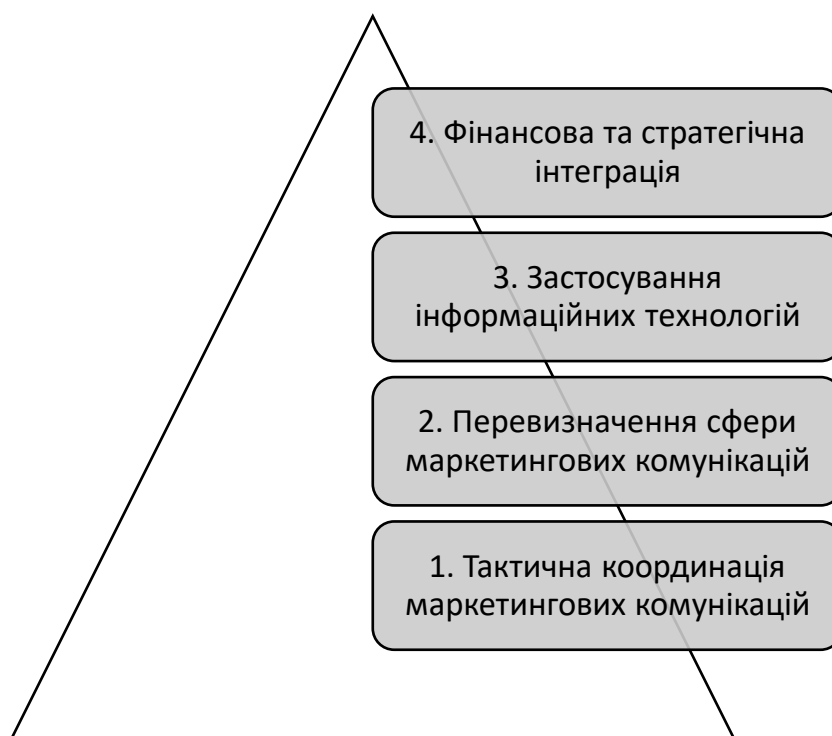 4. Фінансова та стратегічна
інтеграція
3. Застосування
інформаційних технологій
2. Перевизначення сфери
маркетингових комунікацій
1. Тактична координація
маркетингових комунікацій